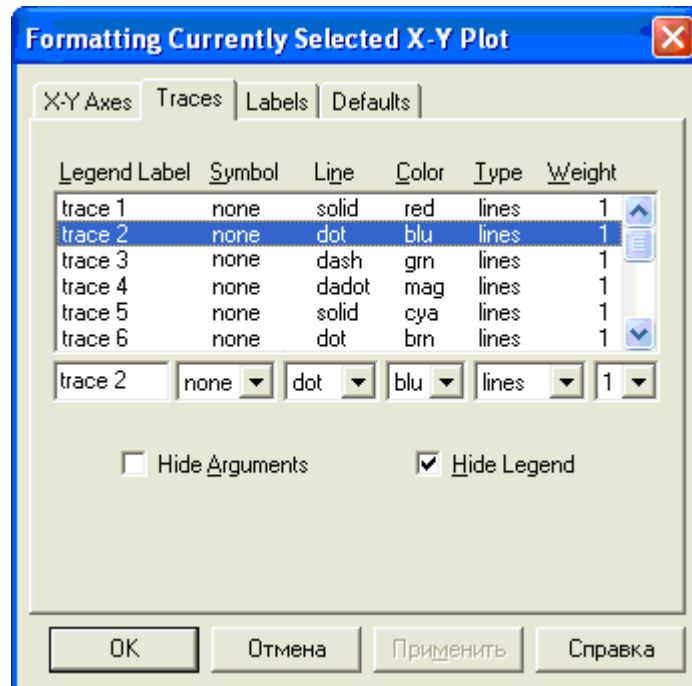 Formatting Currently Selected X-Y Plot
X-Y Axes Traces Labels Defaults
Legend Label Symbol Line Color Type Weight
trace 1 none solid red lines 1
trace 2 none dot blu lines 1
trace 3 none dash grn lines 1
trace 4 none dadot mag lines 1
trace 5 none solid cya lines 1
trace 6 none dot brn lines 1
trace 2 none dot blu lines 1
Hide Arguments Hide Legend
OK Отмена Применить Справка